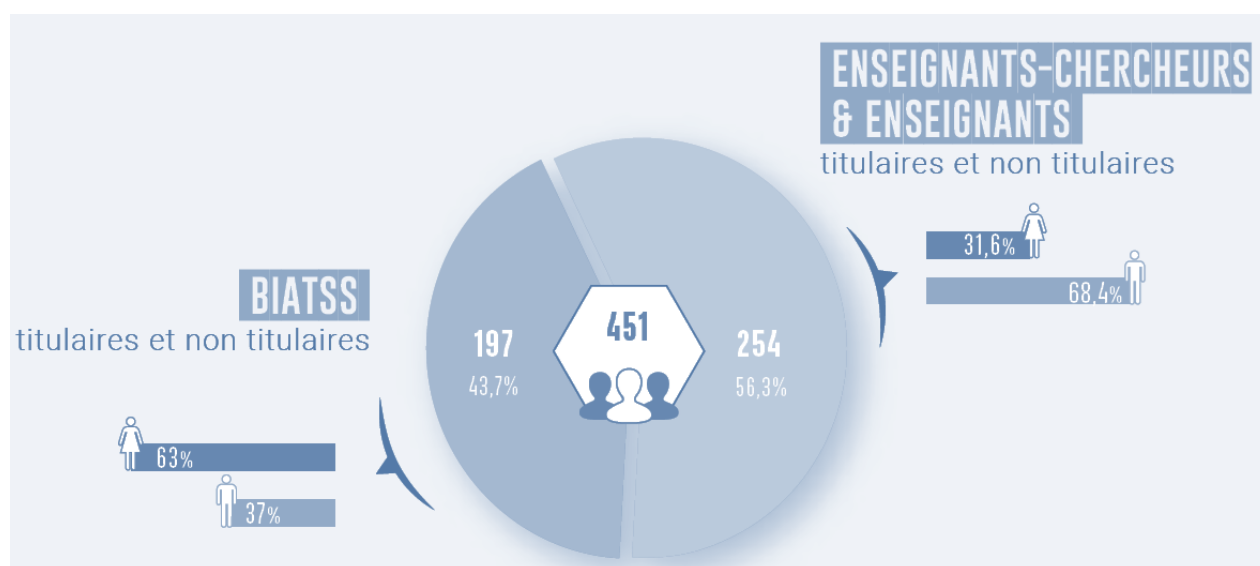 ENSEIGNANTS-CHERCHEURS
& ENSEIGNANTS
titulaires et non titulaires
31,6%
68,4%
BIATSS
titulaires et non titulaires
63%
37%
451
197
43,7%
254
56,3%